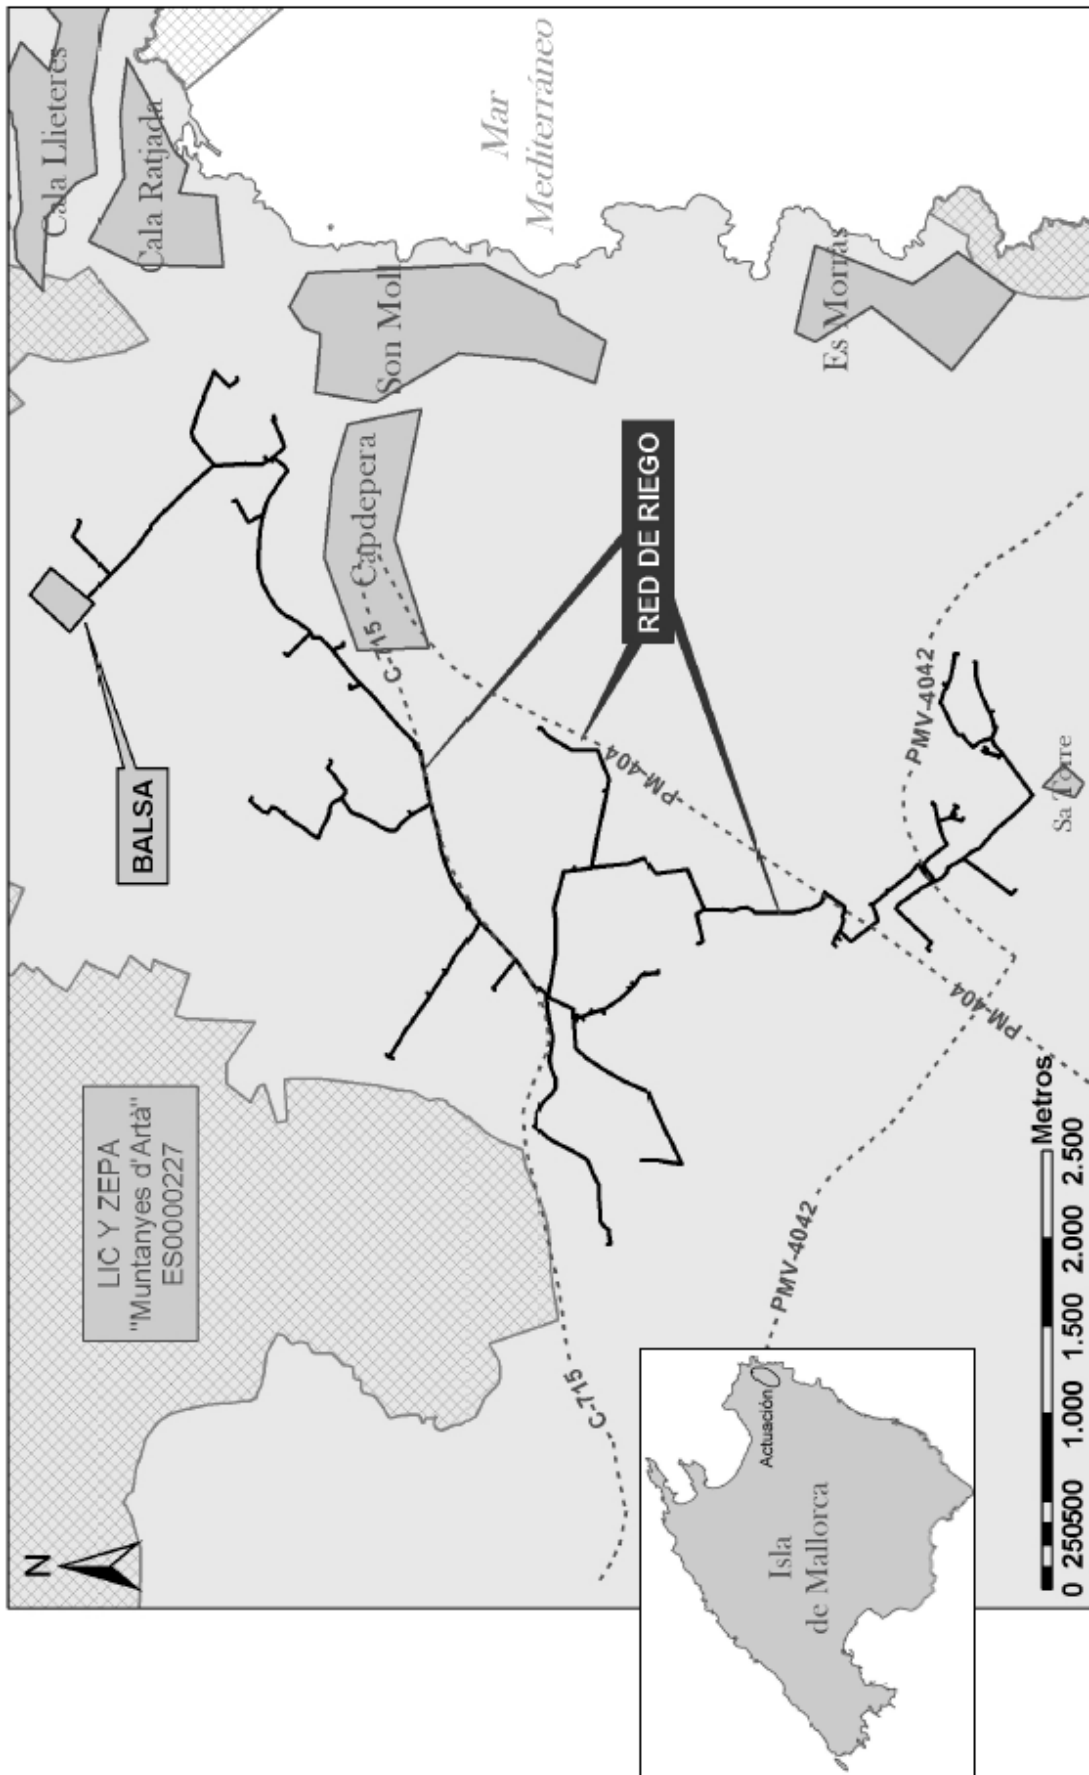 N
LIC Y ZEPA
"Muntanyes d'Artà"
ES0000227
BALSA
Cala Llieteres
Cala Ratjada
Son Moll
Capdepera
C-715
Mar
Mediterráneo
RED DE RIEGO
Es Morras
PM-404
PMV-4042
Sa Torre
C-715
PMV-4042
PM-404
Actuación
Isla
de Mallorca
0 250500 1.000 1.500 2.000 2.500
Metros